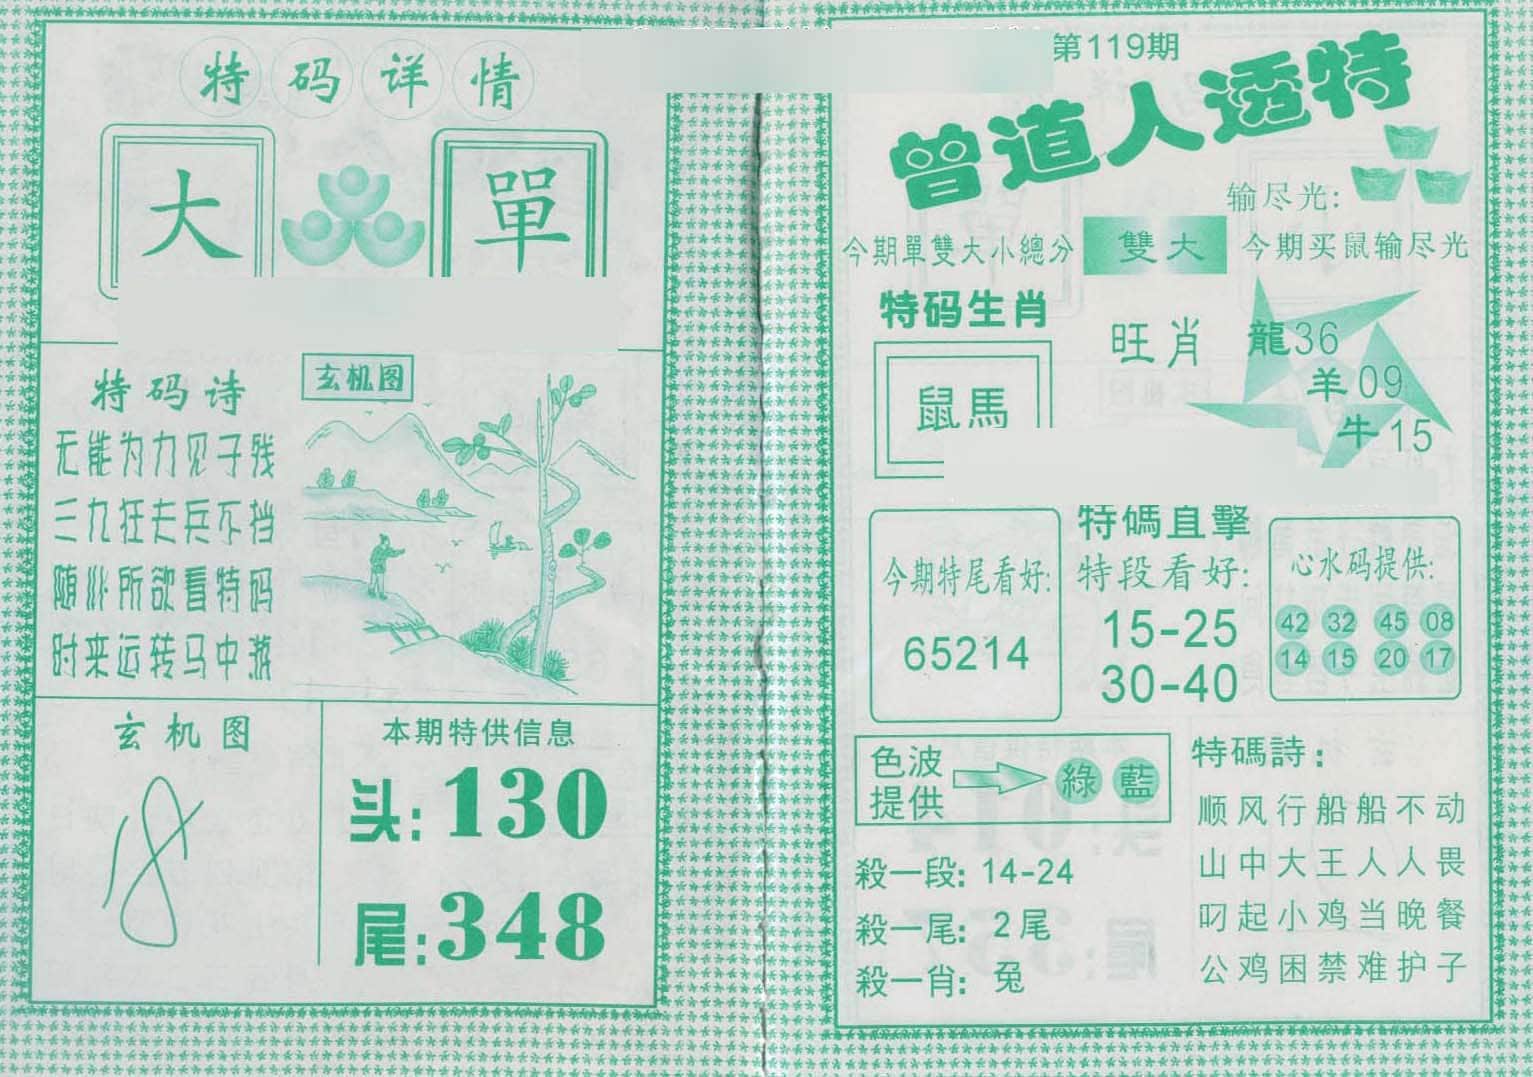 特码详情
大 單
特码诗
无能为力见子残
三九狂走兵不挡
随心所欲看特码
时来运转马中游
玄机图
玄机图
本期特供信息
头:130
尾:348
第119期
曾道人透特
输尽光:
今期單雙大小總分 雙大 今期买鼠输尽光
特码生肖
鼠馬
旺肖
龍36
羊09
牛15
今期特尾看好:
65214
特碼直擊
特段看好:
15-25
30-40
心水码提供:
42 32 45 08
14 15 20 17
色波
提供
綠 藍
殺一段: 14-24
殺一尾: 2尾
殺一肖: 兔
特碼詩:
顺风行船船不动
山中大王人人畏
叼起小鸡当晚餐
公鸡困禁难护子